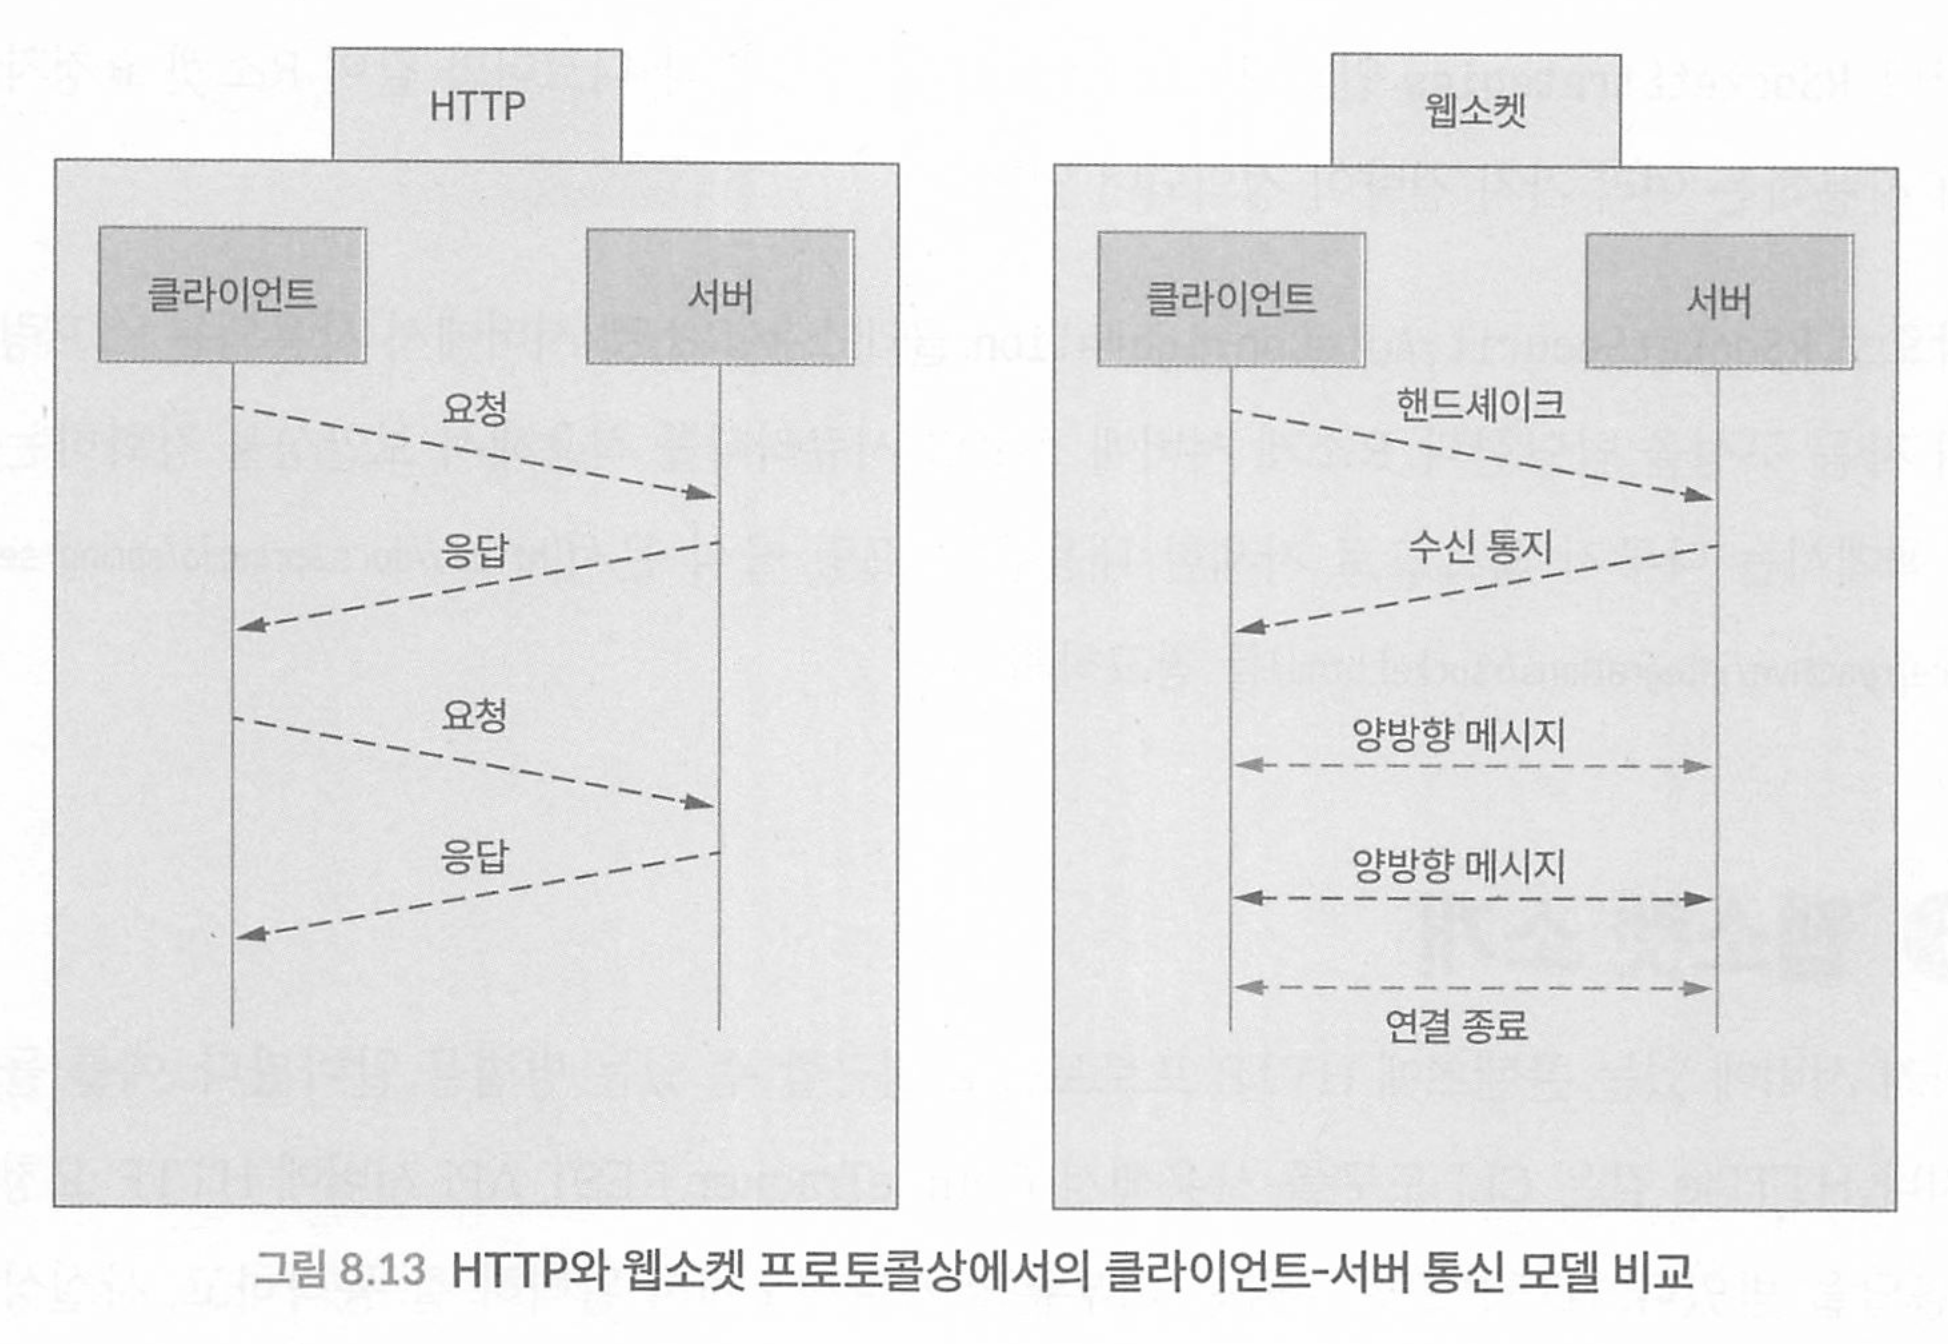 HTTP
클라이언트
서버
요청
응답
요청
응답
웹소켓
클라이언트
서버
핸드셰이크
수신 통지
양방향 메시지
양방향 메시지
연결 종료
그림 8.13 HTTP와 웹소켓 프로토콜상에서의 클라이언트-서버 통신 모델 비교